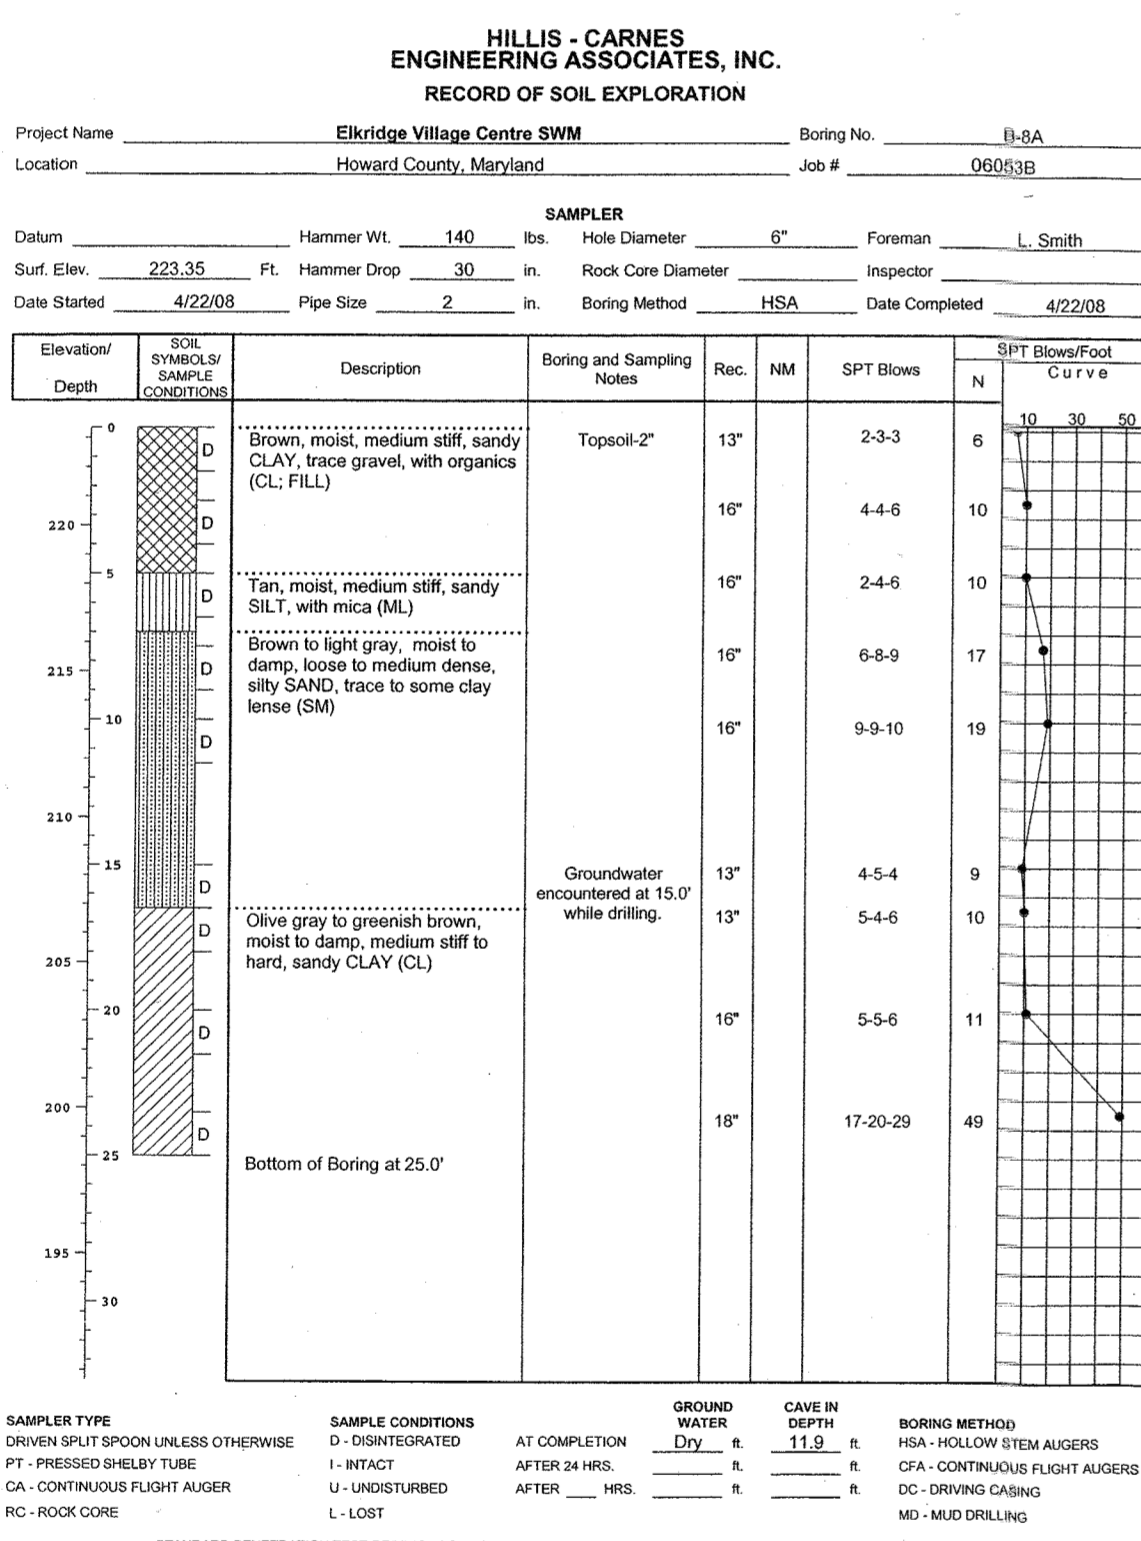 HILLIS - CARNES
ENGINEERING ASSOCIATES, INC.
RECORD OF SOIL EXPLORATION
Project Name Elkridge Village Centre SWM Boring No. B-8A
Location Howard County, Maryland Job # 06053B
SAMPLER
Datum Hammer Wt. 140 lbs. Hole Diameter 6" Foreman L. Smith
Surf. Elev. 223.35 Ft. Hammer Drop 30 in. Rock Core Diameter Inspector
Date Started 4/22/08 Pipe Size 2 in. Boring Method HSA Date Completed 4/22/08
Elevation/
Depth
SOIL
SYMBOLS/
SAMPLE
CONDITIONS
Description
Boring and Sampling
Notes
Rec.
NM
SPT Blows
SPT Blows/Foot
N
Curve
10 30 50
0
D
Brown, moist, medium stiff, sandy
CLAY, trace gravel, with organics
(CL; FILL)
Topsoil-2"
13" 2-3-3 6
220 D 16" 4-4-6 10
5
D
Tan, moist, medium stiff, sandy
SILT, with mica (ML)
16" 2-4-6 10
Brown to light gray, moist to
damp, loose to medium dense,
silty SAND, trace to some clay
lense (SM)
215 D 16" 6-8-9 17
10
D 16" 9-9-10 19
210
15
D
Groundwater
encountered at 15.0'
while drilling.
13" 4-5-4 9
Olive gray to greenish brown,
moist to damp, medium stiff to
hard, sandy CLAY (CL)
D 13" 5-4-6 10
205
20
D 16" 5-5-6 11
200
D 18" 17-20-29 49
25
Bottom of Boring at 25.0'
195
30
SAMPLER TYPE
DRIVEN SPLIT SPOON UNLESS OTHERWISE
PT - PRESSED SHELBY TUBE
CA - CONTINUOUS FLIGHT AUGER
RC - ROCK CORE
SAMPLE CONDITIONS
D - DISINTEGRATED
I - INTACT
U - UNDISTURBED
L - LOST
GROUND
WATER
CAVE IN
DEPTH
AT COMPLETION Dry ft. 11.9 ft.
AFTER 24 HRS. ft. ft.
AFTER HRS. ft. ft.
BORING METHOD
HSA - HOLLOW STEM AUGERS
CFA - CONTINUOUS FLIGHT AUGERS
DC - DRIVING CASING
MD - MUD DRILLING